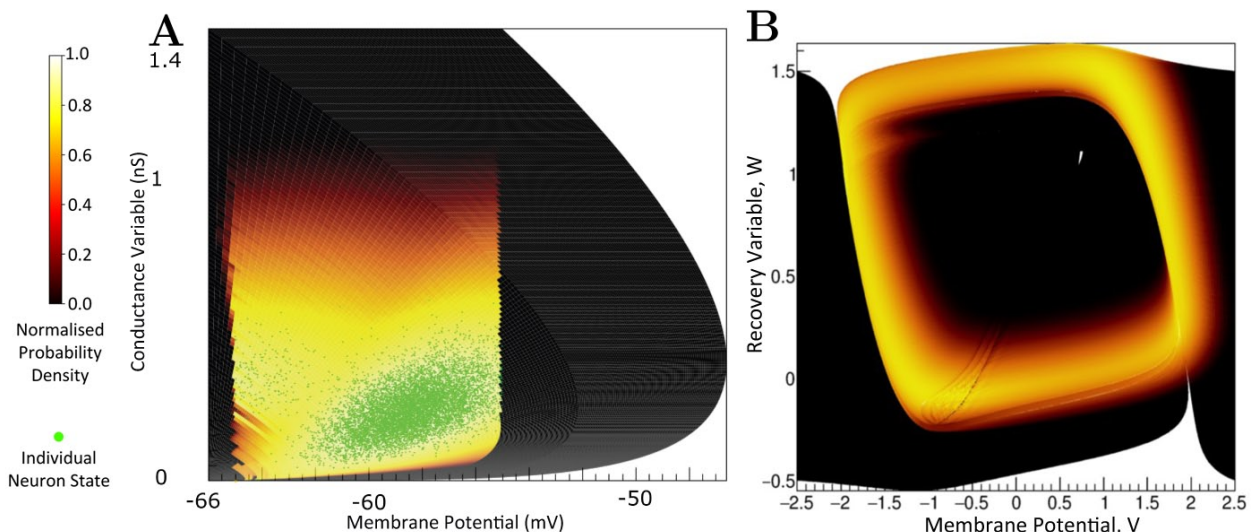 A
B
1.0
0.8
0.6
0.4
0.2
0.0
Normalised
Probability
Density
Individual
Neuron State
Conductance Variable (nS)
1.4
1
0
-66
-60
-50
Membrane Potential (mV)
Recovery Variable, W
1.5
1
0.5
0
−0.5
−2.5
−2
−1.5
−1
−0.5
0
0.5
1
1.5
2
2.5
Membrane Potential, V